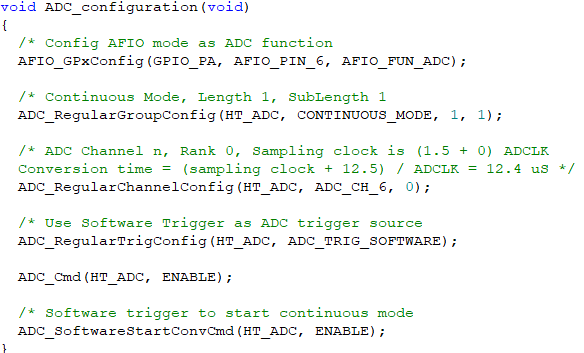 void ADC_configuration(void)
{
/* Config AFIO mode as ADC function
AFIO_GPxConfig(GPIO_PA, AFIO_PIN_6, AFIO_FUN_ADC);
/* Continuous Mode, Length 1, SubLength 1
ADC_RegularGroupConfig(HT_ADC, CONTINUOUS_MODE, 1, 1);
/* ADC Channel n, Rank 0, Sampling clock is (1.5 + 0) ADCLK
Conversion time = (sampling clock + 12.5) / ADCLK = 12.4 uS */
ADC_RegularChannelConfig(HT_ADC, ADC_CH_6, 0);
/* Use Software Trigger as ADC trigger source
ADC_RegularTrigConfig(HT_ADC, ADC_TRIG_SOFTWARE);
ADC_Cmd(HT_ADC, ENABLE);
/* Software trigger to start continuous mode
ADC_SoftwareStartConvCmd(HT_ADC, ENABLE);
}